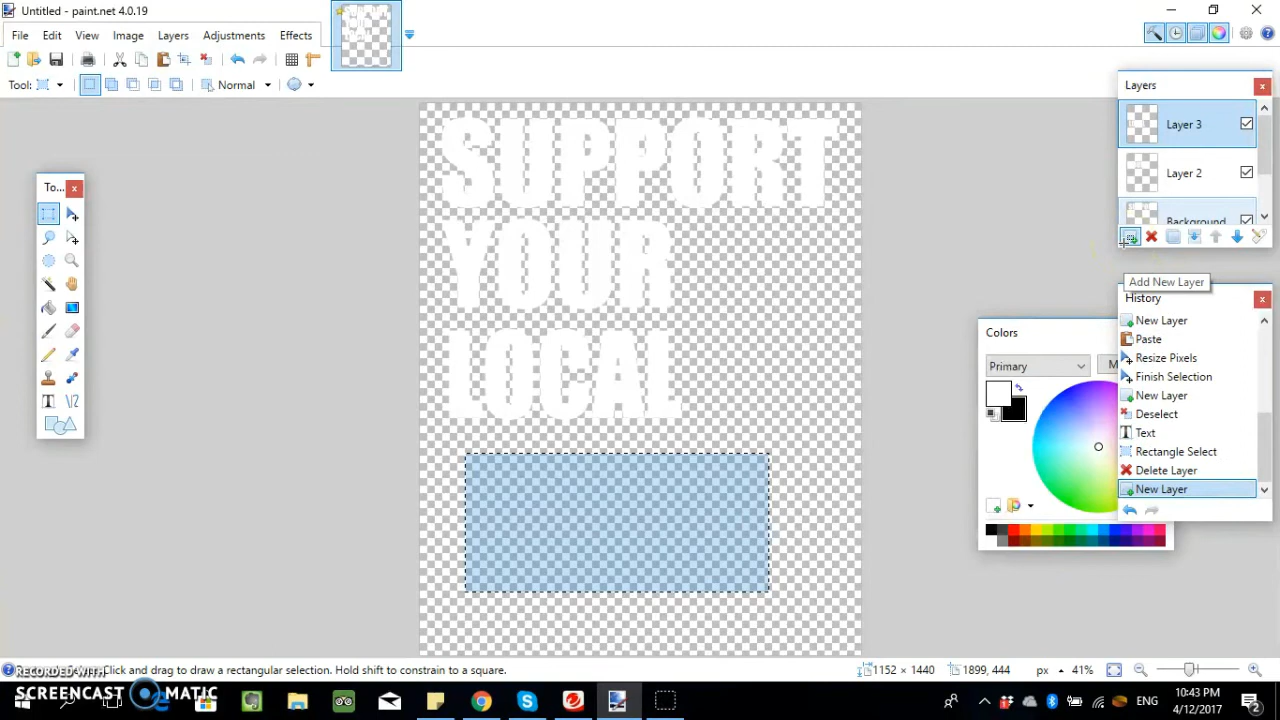 Untitled - paint.net 4.0.19
File Edit View Image Layers Adjustments Effects
Tool: Normal
To...
SUPPORT
YOUR
LOCAL
Layers
Layer 3
Layer 2
Background
Add New Layer
History
New Layer
Paste
Resize Pixels
Finish Selection
New Layer
Deselect
Text
Rectangle Select
Delete Layer
New Layer
Colors
Primary
M
Click and drag to draw a rectangular selection. Hold shift to constrain to a square.
1152 × 1440
1899, 444
px
41%
RECORDED WITH
SCREENCAST MATIC
ENG
10:43 PM
4/12/2017
2